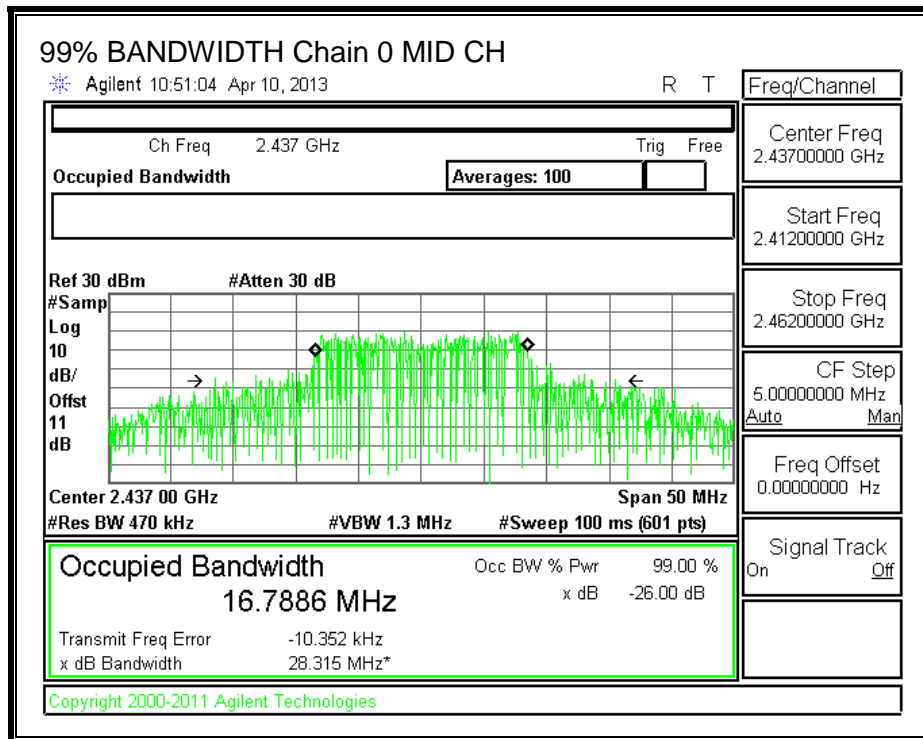 99% BANDWIDTH Chain 0 MID CH
Agilent 10:51:04 Apr 10, 2013 R T
Freq/Channel
Ch Freq 2.437 GHz Trig Free
Occupied Bandwidth Averages: 100
Center Freq
2.43700000 GHz
Start Freq
2.41200000 GHz
Stop Freq
2.46200000 GHz
CF Step
5.00000000 MHz
Auto Man
Freq Offset
0.00000000 Hz
Signal Track
On Off
Ref 30 dBm #Atten 30 dB
#Samp
Log
10
dB/
Offst
11
dB
Center 2.437 00 GHz Span 50 MHz
#Res BW 470 kHz #VBW 1.3 MHz #Sweep 100 ms (601 pts)
Occupied Bandwidth Occ BW % Pwr 99.00 %
16.7886 MHz x dB -26.00 dB
Transmit Freq Error -10.352 kHz
x dB Bandwidth 28.315 MHz*
Copyright 2000-2011 Agilent Technologies